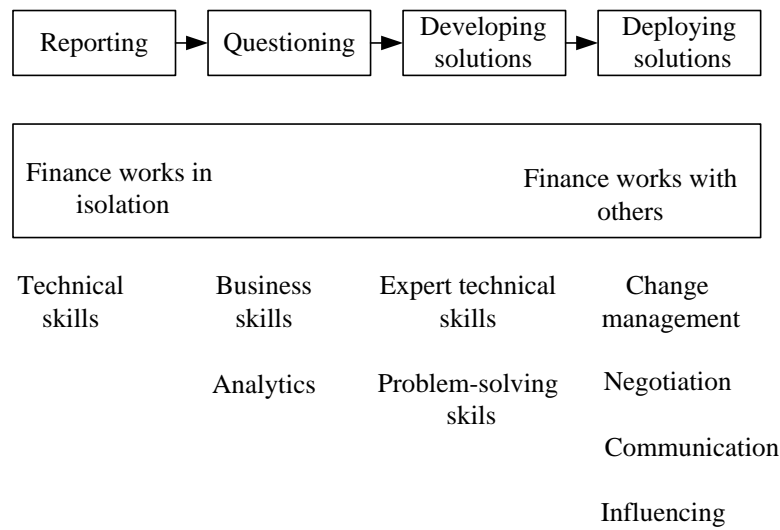 Reporting
Questioning
Developing
solutions
Deploying
solutions
Finance works in
isolation
Finance works with
others
Technical
skills
Business
skills
Analytics
Expert technical
skills
Problem-solving
skils
Change
management
Negotiation
Communication
Influencing